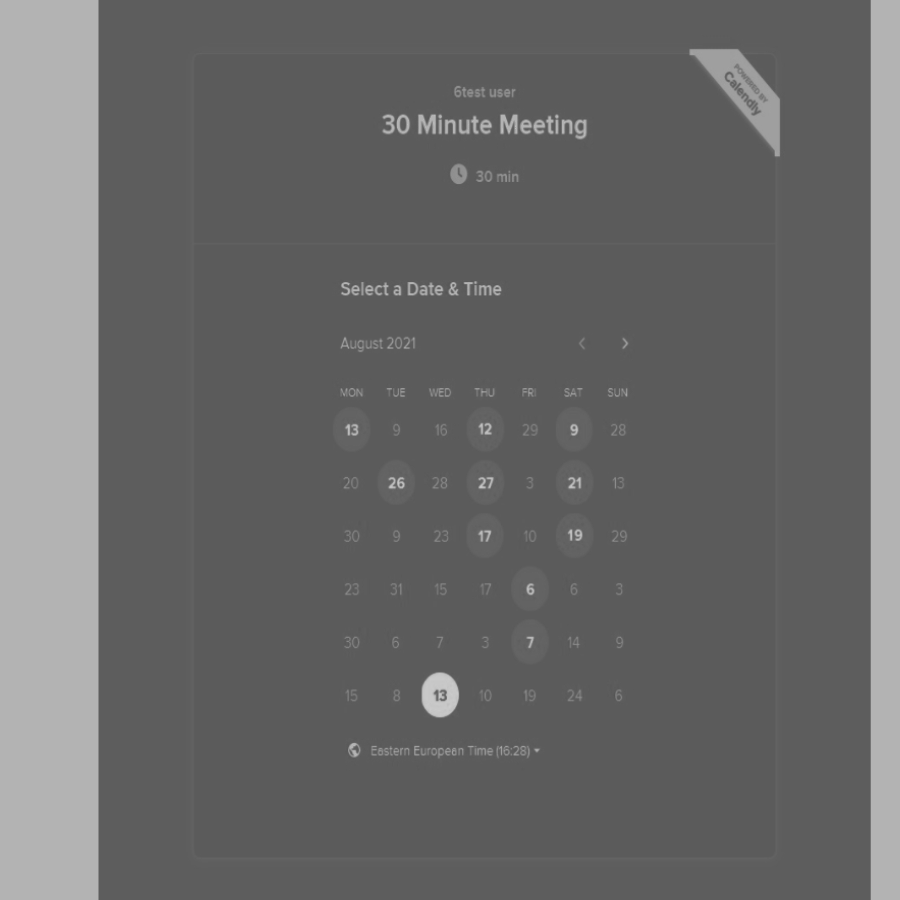 POWERED BY
Calendly
6test user
30 Minute Meeting
30 min
Select a Date & Time
August 2021
MON TUE WED THU FRI SAT SUN
13 9 16 12 29 9 28
20 26 28 27 3 21 13
30 9 23 17 10 19 29
23 31 15 17 6 6 3
30 6 7 3 7 14 9
15 8 13 10 19 24 6
Eastern European Time (16:28)